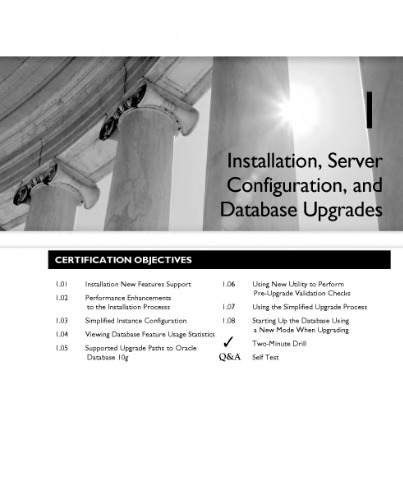 1
Installation, Server
Configuration, and
Database Upgrades
CERTIFICATION OBJECTIVES
1.01 Installation New Features Support
1.02 Performance Enhancements
to the Installation Processs
1.03 Simplified Instance Configuration
1.04 Viewing Database Feature Usage Statistics
1.05 Supported Upgrade Paths to Oracle
Database 10g
1.06 Using New Utility to Perform
Pre-Upgrade Validation Checks
1.07 Using the Simplified Upgrade Process
1.08 Starting Up the Database Using
a New Mode When Upgrading
✓ Two-Minute Drill
Q&A Self Test